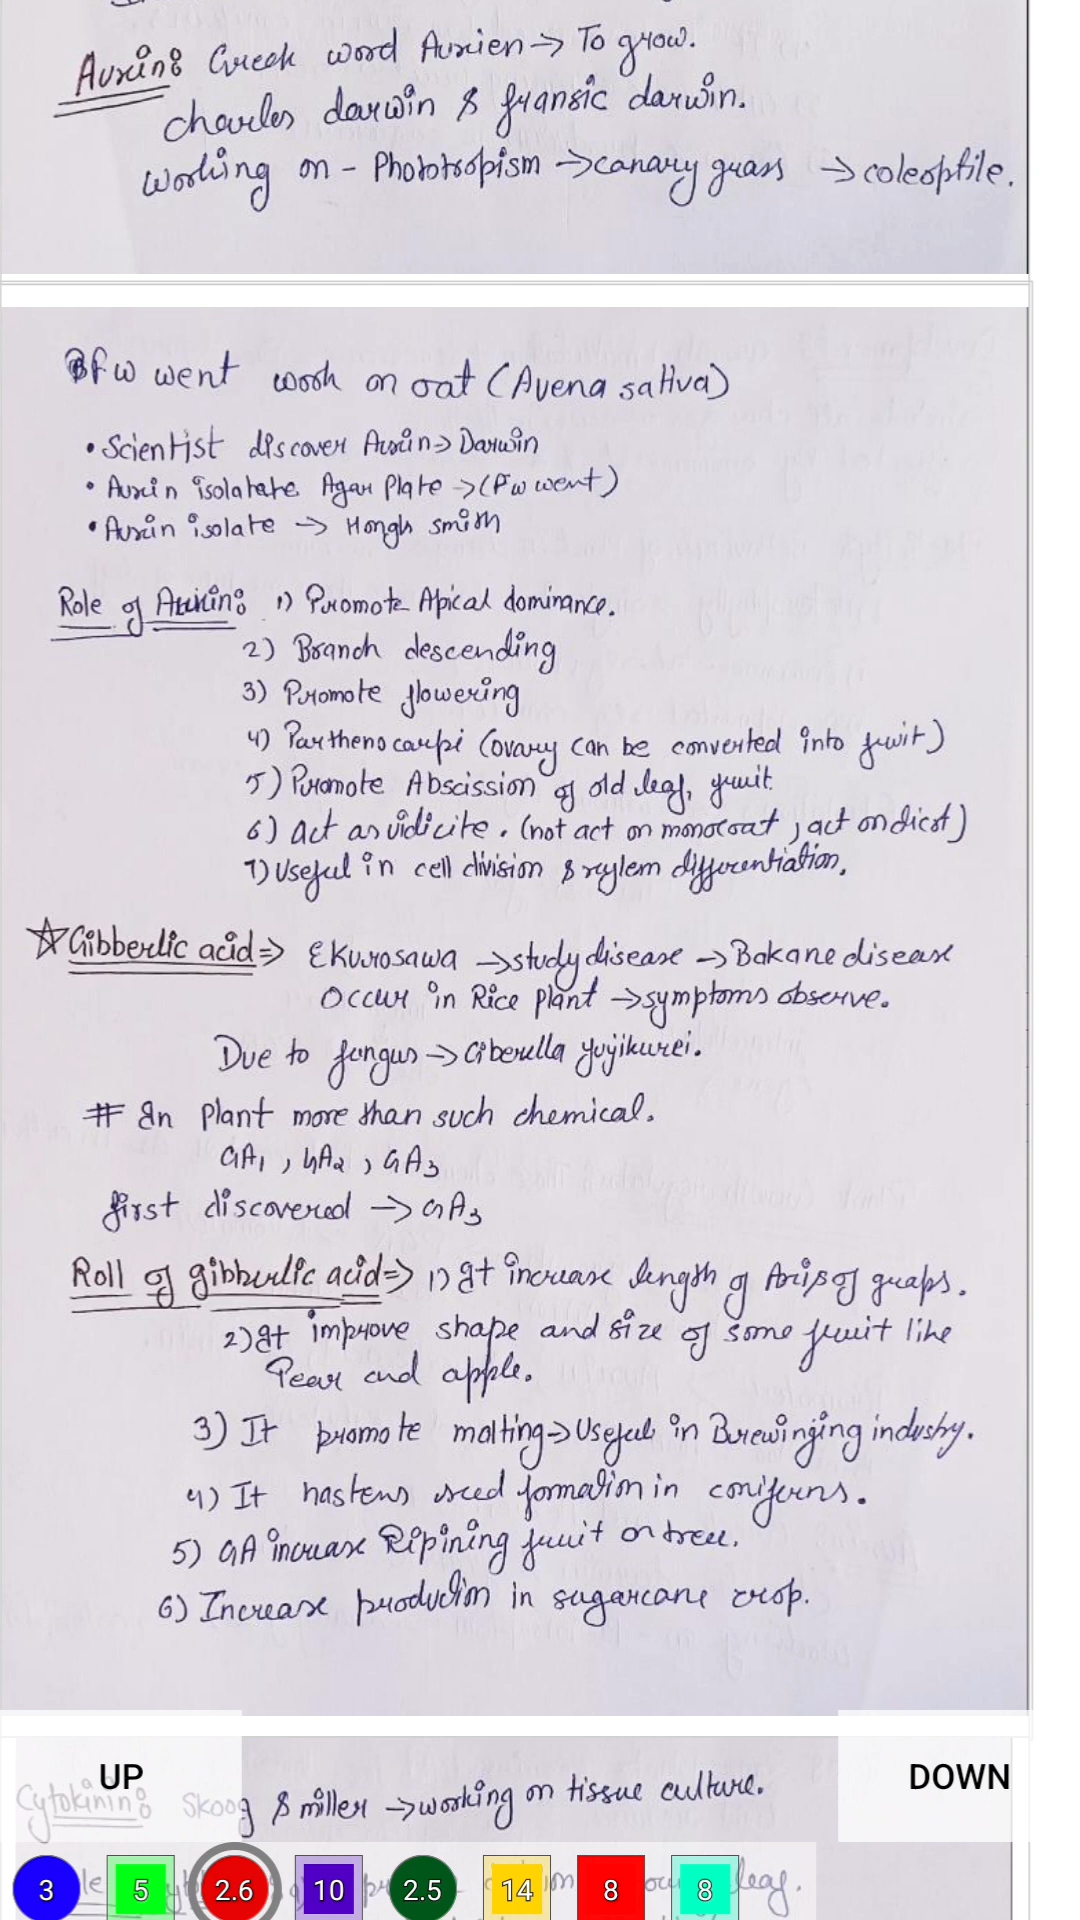 Auxin: Greek word Auxien → To grow.
charles darwin & fransic darwin.
working on - Phototropism → canary grass → coleoptile.
Fw went work on oat (Avena sativa)
• Scientist discover Auxin → Darwin
• Auxin isolatate Agar Plate → (Fw went)
• Auxin isolate → Hongh smith
Role of Auxin: 1) Promote Apical dominance.
2) Branch descending
3) Promote flowering
4) Parthenocarpi (ovary can be converted into fruit)
5) Promote Abscission of old leaf, fruit.
6) act as vidicite. (not act on monocoat, act on dicot)
7) Useful in cell division & xylem differentiation.
☆ Gibberlic acid ⇒ E Kurosawa → study disease → Bakane disease
Occur in Rice plant → symptoms observe.
Due to fungus → Giberella yujikurei.
# In Plant more than such chemical.
GA1, GA2, GA3
first discovered → GA3
Roll of gibburlic acid ⇒ 1) It increase length of Axis of graps.
2) It improve shape and size of some fruit like
Pear and apple.
3) It promote malting → Useful in Brewinging industry.
4) It hastens seed formation in coniferns.
5) GA increase Ripining fruit on tree.
6) Increase production in sugarcane crop.
UP
DOWN
Cytokinin: Skoog & miller → working on tissue culture.
leaf.
3 5 2.6 10 2.5 14 8 8